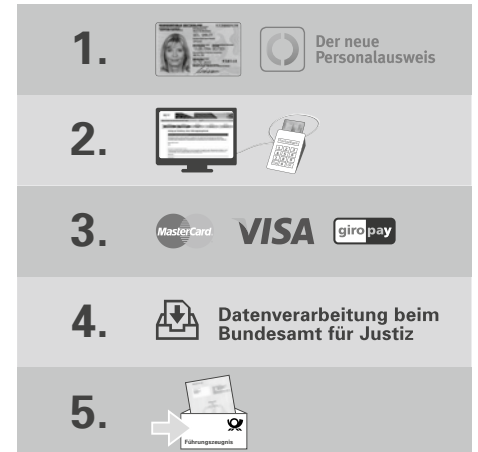 1.
Der neue
Personalausweis
2.
3.
MasterCard
VISA
giropay
4.
Datenverarbeitung beim
Bundesamt für Justiz
5.
Führungszeugnis